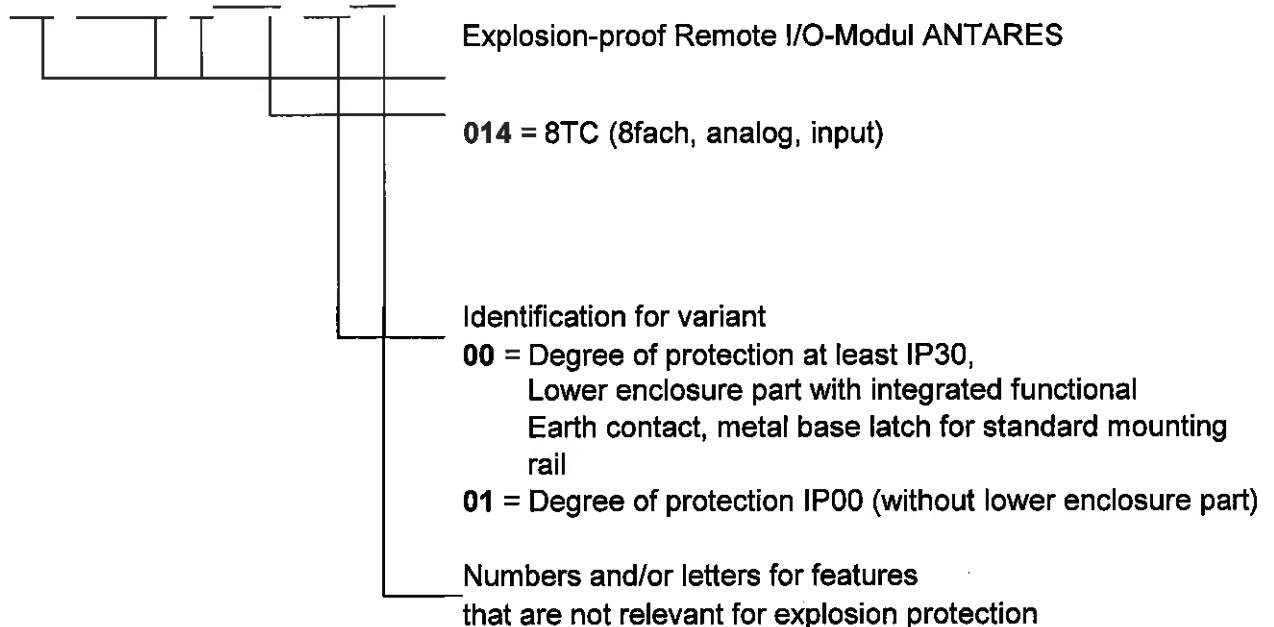 Explosion-proof Remote I/O-Modul ANTARES
014 = 8TC (8fach, analog, input)
Identification for variant
00 = Degree of protection at least IP30,
Lower enclosure part with integrated functional
Earth contact, metal base latch for standard mounting
rail
01 = Degree of protection IP00 (without lower enclosure part)
Numbers and/or letters for features
that are not relevant for explosion protection